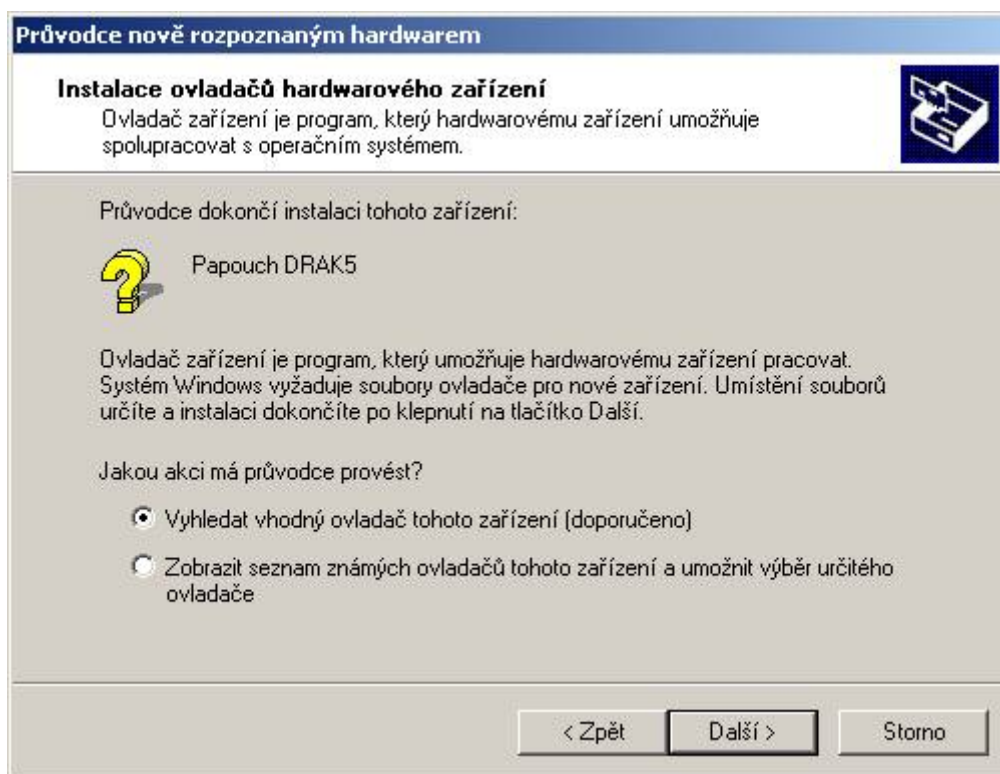 Průvodce nově rozpoznaným hardwarem
Instalace ovladačů hardwarového zařízení
Ovladač zařízení je program, který hardwarovému zařízení umožňuje
spolupracovat s operačním systémem.
Průvodce dokončí instalaci tohoto zařízení:
Papouch DRAK5
Ovladač zařízení je program, který umožňuje hardwarovému zařízení pracovat.
Systém Windows vyžaduje soubory ovladače pro nové zařízení. Umístění souborů
určíte a instalaci dokončíte po klepnutí na tlačítko Další.
Jakou akci má průvodce provést?
Vyhledat vhodný ovladač tohoto zařízení (doporučeno)
Zobrazit seznam známých ovladačů tohoto zařízení a umožnit výběr určitého
ovladače
< Zpět Další > Storno